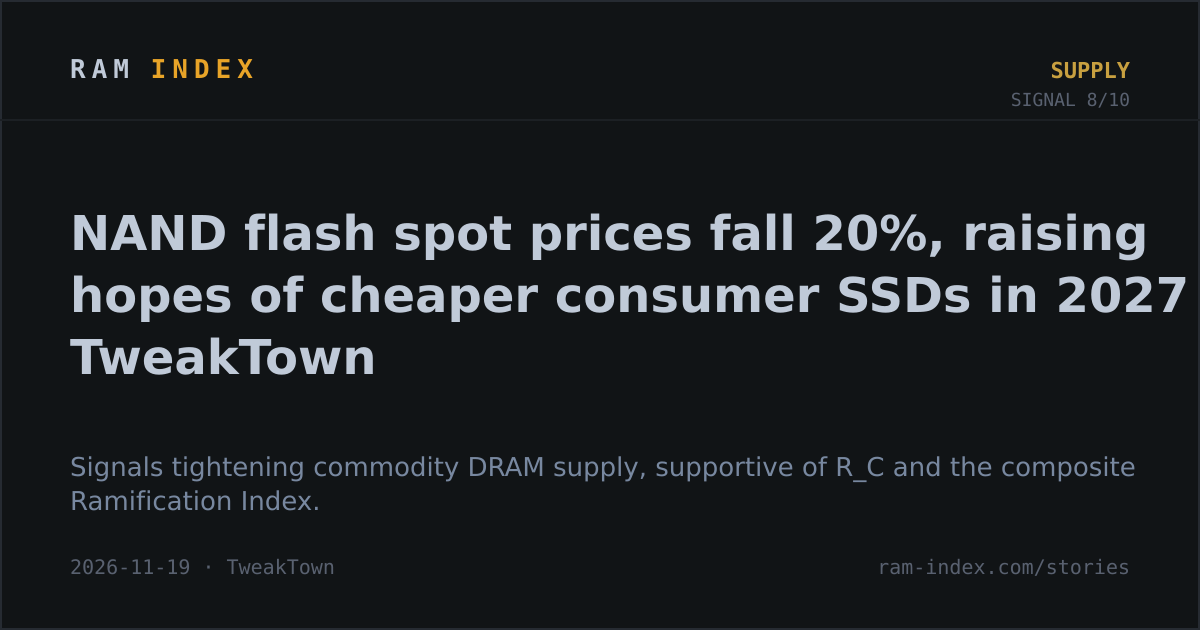 RAM INDEX
SUPPLY
SIGNAL 8/10
NAND flash spot prices fall 20%, raising
hopes of cheaper consumer SSDs in 2027
TweakTown
Signals tightening commodity DRAM supply, supportive of R_C and the composite
Ramification Index.
2026-11-19 · TweakTown
ram-index.com/stories